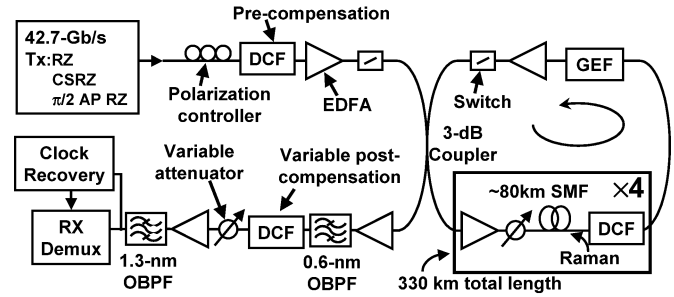 Pre-compensation
42.7-Gb/s
Tx:RZ
CSRZ
π/2 AP RZ
DCF
GEF
Polarization
controller
EDFA
Switch
3-dB
Coupler
Clock
Recovery
Variable
attenuator
Variable post-
compensation
~80km SMF
×4
RX
Demux
DCF
DCF
Raman
1.3-nm
OBPF
0.6-nm
OBPF
330 km total length